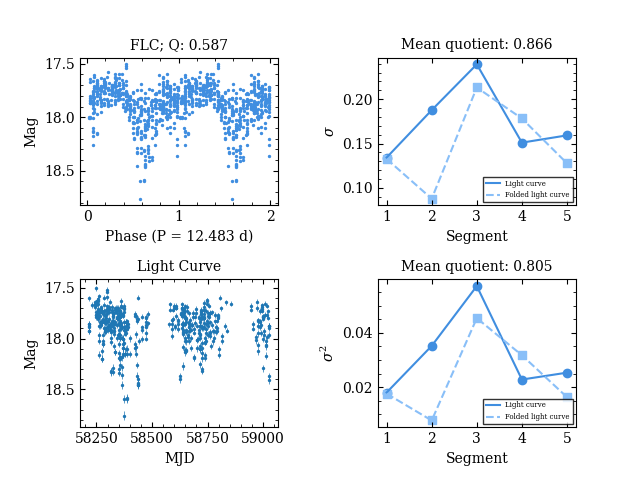 FLC; Q: 0.587
17.5
18.0
18.5
Mag
0
1
2
Phase (P = 12.483 d)
Mean quotient: 0.866
0.20
0.15
0.10
σ
Light curve
Folded light curve
1 2 3 4 5
Segment
Light Curve
17.5
18.0
18.5
Mag
58250 58500 58750 59000
MJD
Mean quotient: 0.805
0.04
0.02
σ²
Light curve
Folded light curve
1 2 3 4 5
Segment